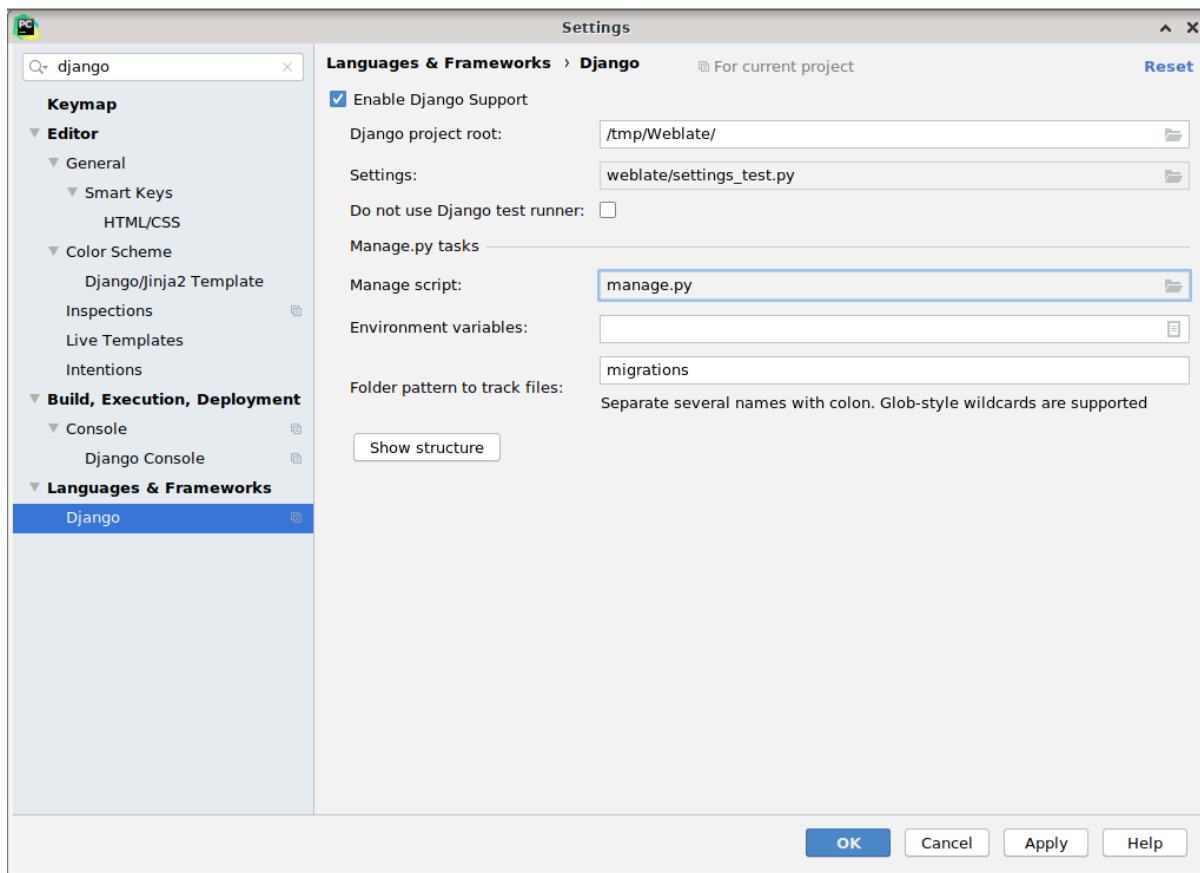 PC
Settings
django
Keymap
Editor
General
Smart Keys
HTML/CSS
Color Scheme
Django/Jinja2 Template
Inspections
Live Templates
Intentions
Build, Execution, Deployment
Console
Django Console
Languages & Frameworks
Django
Languages & Frameworks › Django
For current project
Reset
Enable Django Support
Django project root: /tmp/Weblate/
Settings: weblate/settings_test.py
Do not use Django test runner:
Manage.py tasks
Manage script: manage.py
Environment variables:
Folder pattern to track files: migrations
Separate several names with colon. Glob-style wildcards are supported
Show structure
OK Cancel Apply Help